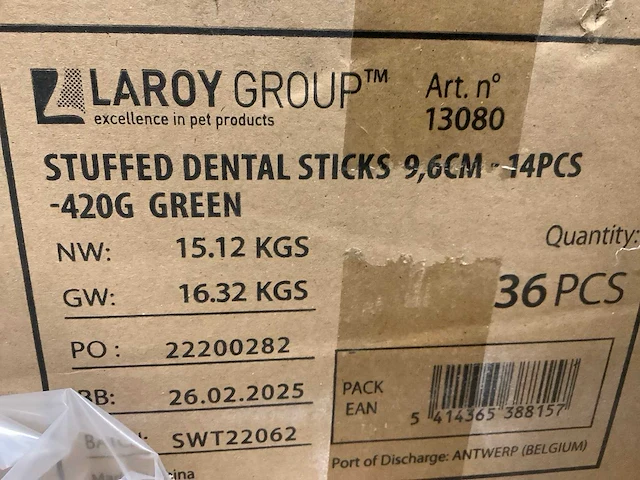 LAROY GROUP™
excellence in pet products
Art. n°
13080
STUFFED DENTAL STICKS 9,6CM - 14PCS
-420G GREEN
NW: 15.12 KGS
GW: 16.32 KGS
Quantity:
36 PCS
PO : 22200282
BB: 26.02.2025
SWT22062
PACK
EAN
5 414365 388157
Port of Discharge: ANTWERP (BELGIUM)